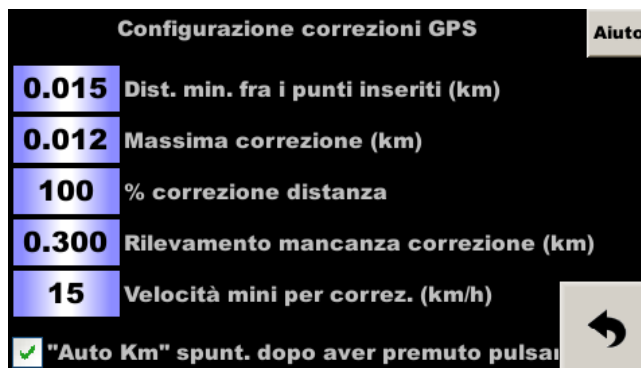 Configurazione correzioni GPS
Aiuto
0.015 Dist. min. fra i punti inseriti (km)
0.012 Massima correzione (km)
100 % correzione distanza
0.300 Rilevamento mancanza correzione (km)
15 Velocità mini per correz. (km/h)
"Auto Km" spunt. dopo aver premuto